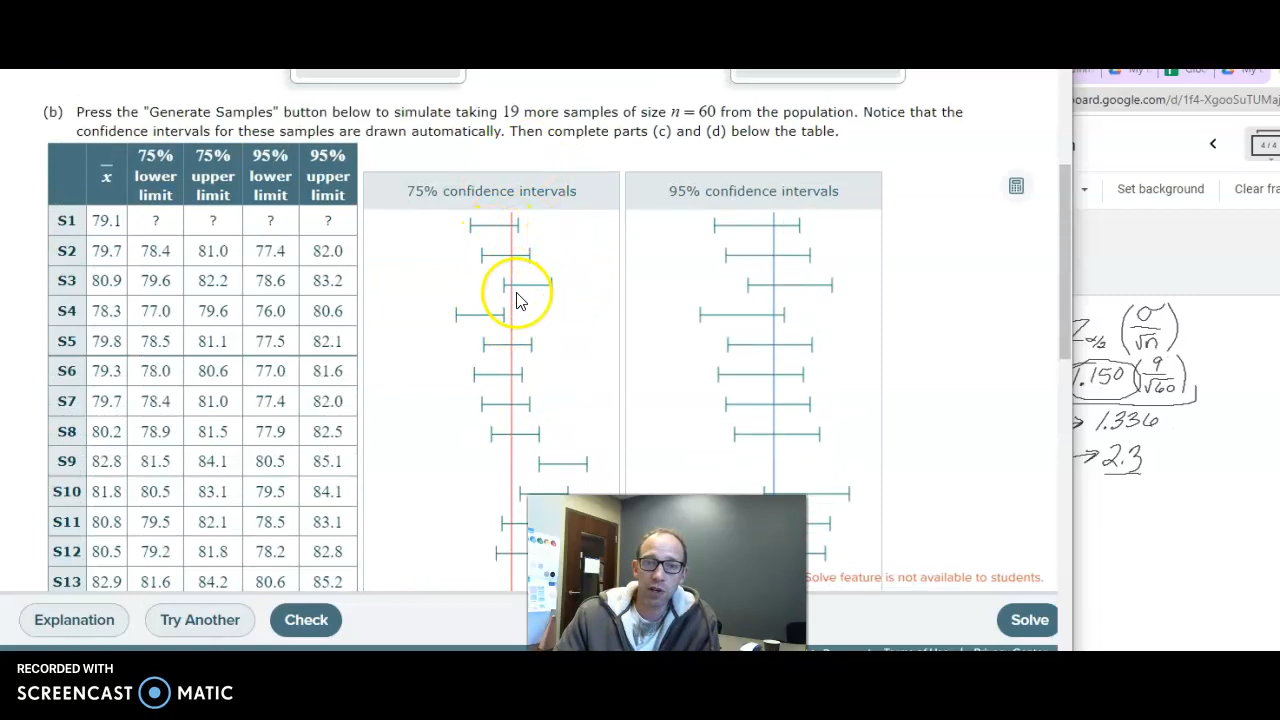 (b) Press the "Generate Samples" button below to simulate taking 19 more samples of size n = 60 from the population. Notice that the
confidence intervals for these samples are drawn automatically. Then complete parts (c) and (d) below the table.
x 75% lower limit 75% upper limit 95% lower limit 95% upper limit
S1 79.1 ? ? ? ?
S2 79.7 78.4 81.0 77.4 82.0
S3 80.9 79.6 82.2 78.6 83.2
S4 78.3 77.0 79.6 76.0 80.6
S5 79.8 78.5 81.1 77.5 82.1
S6 79.3 78.0 80.6 77.0 81.6
S7 79.7 78.4 81.0 77.4 82.0
S8 80.2 78.9 81.5 77.9 82.5
S9 82.8 81.5 84.1 80.5 85.1
S10 81.8 80.5 83.1 79.5 84.1
S11 80.8 79.5 82.1 78.5 83.1
S12 80.5 79.2 81.8 78.2 82.8
S13 82.9 81.6 84.2 80.6 85.2
75% confidence intervals
95% confidence intervals
Solve feature is not available to students.
Explanation
Try Another
Check
Solve
oard.google.com/d/1f4-XgooSuTUMaj
4 / 4
Set background
Clear fra
Z α/2 (σ/√n)
1.150 (9/√60)
→ 1.336
→ 2.3
RECORDED WITH
SCREENCAST MATIC